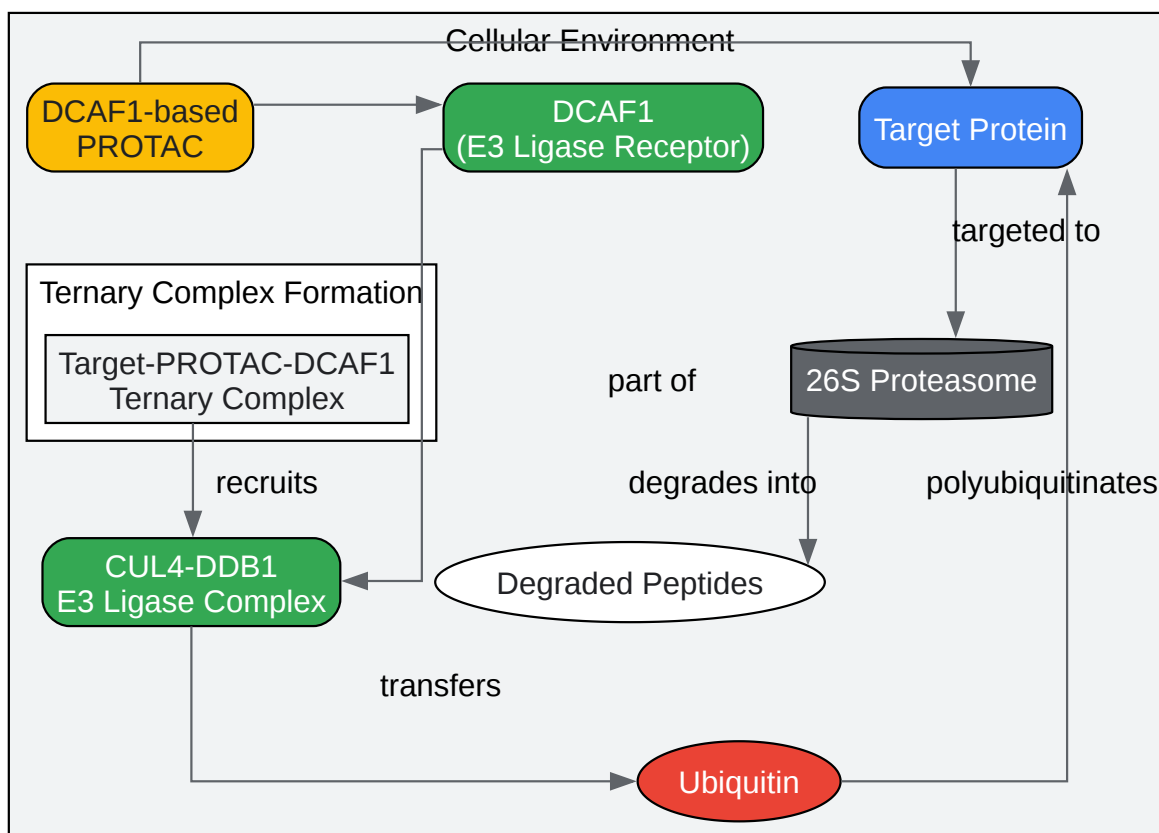 Cellular Environment
DCAF1-based
PROTAC
DCAF1
(E3 Ligase Receptor)
Target Protein
targeted to
Ternary Complex Formation
Target-PROTAC-DCAF1
Ternary Complex
part of
26S Proteasome
recruits
degrades into
polyubiquitinates
CUL4-DDB1
E3 Ligase Complex
Degraded Peptides
transfers
Ubiquitin